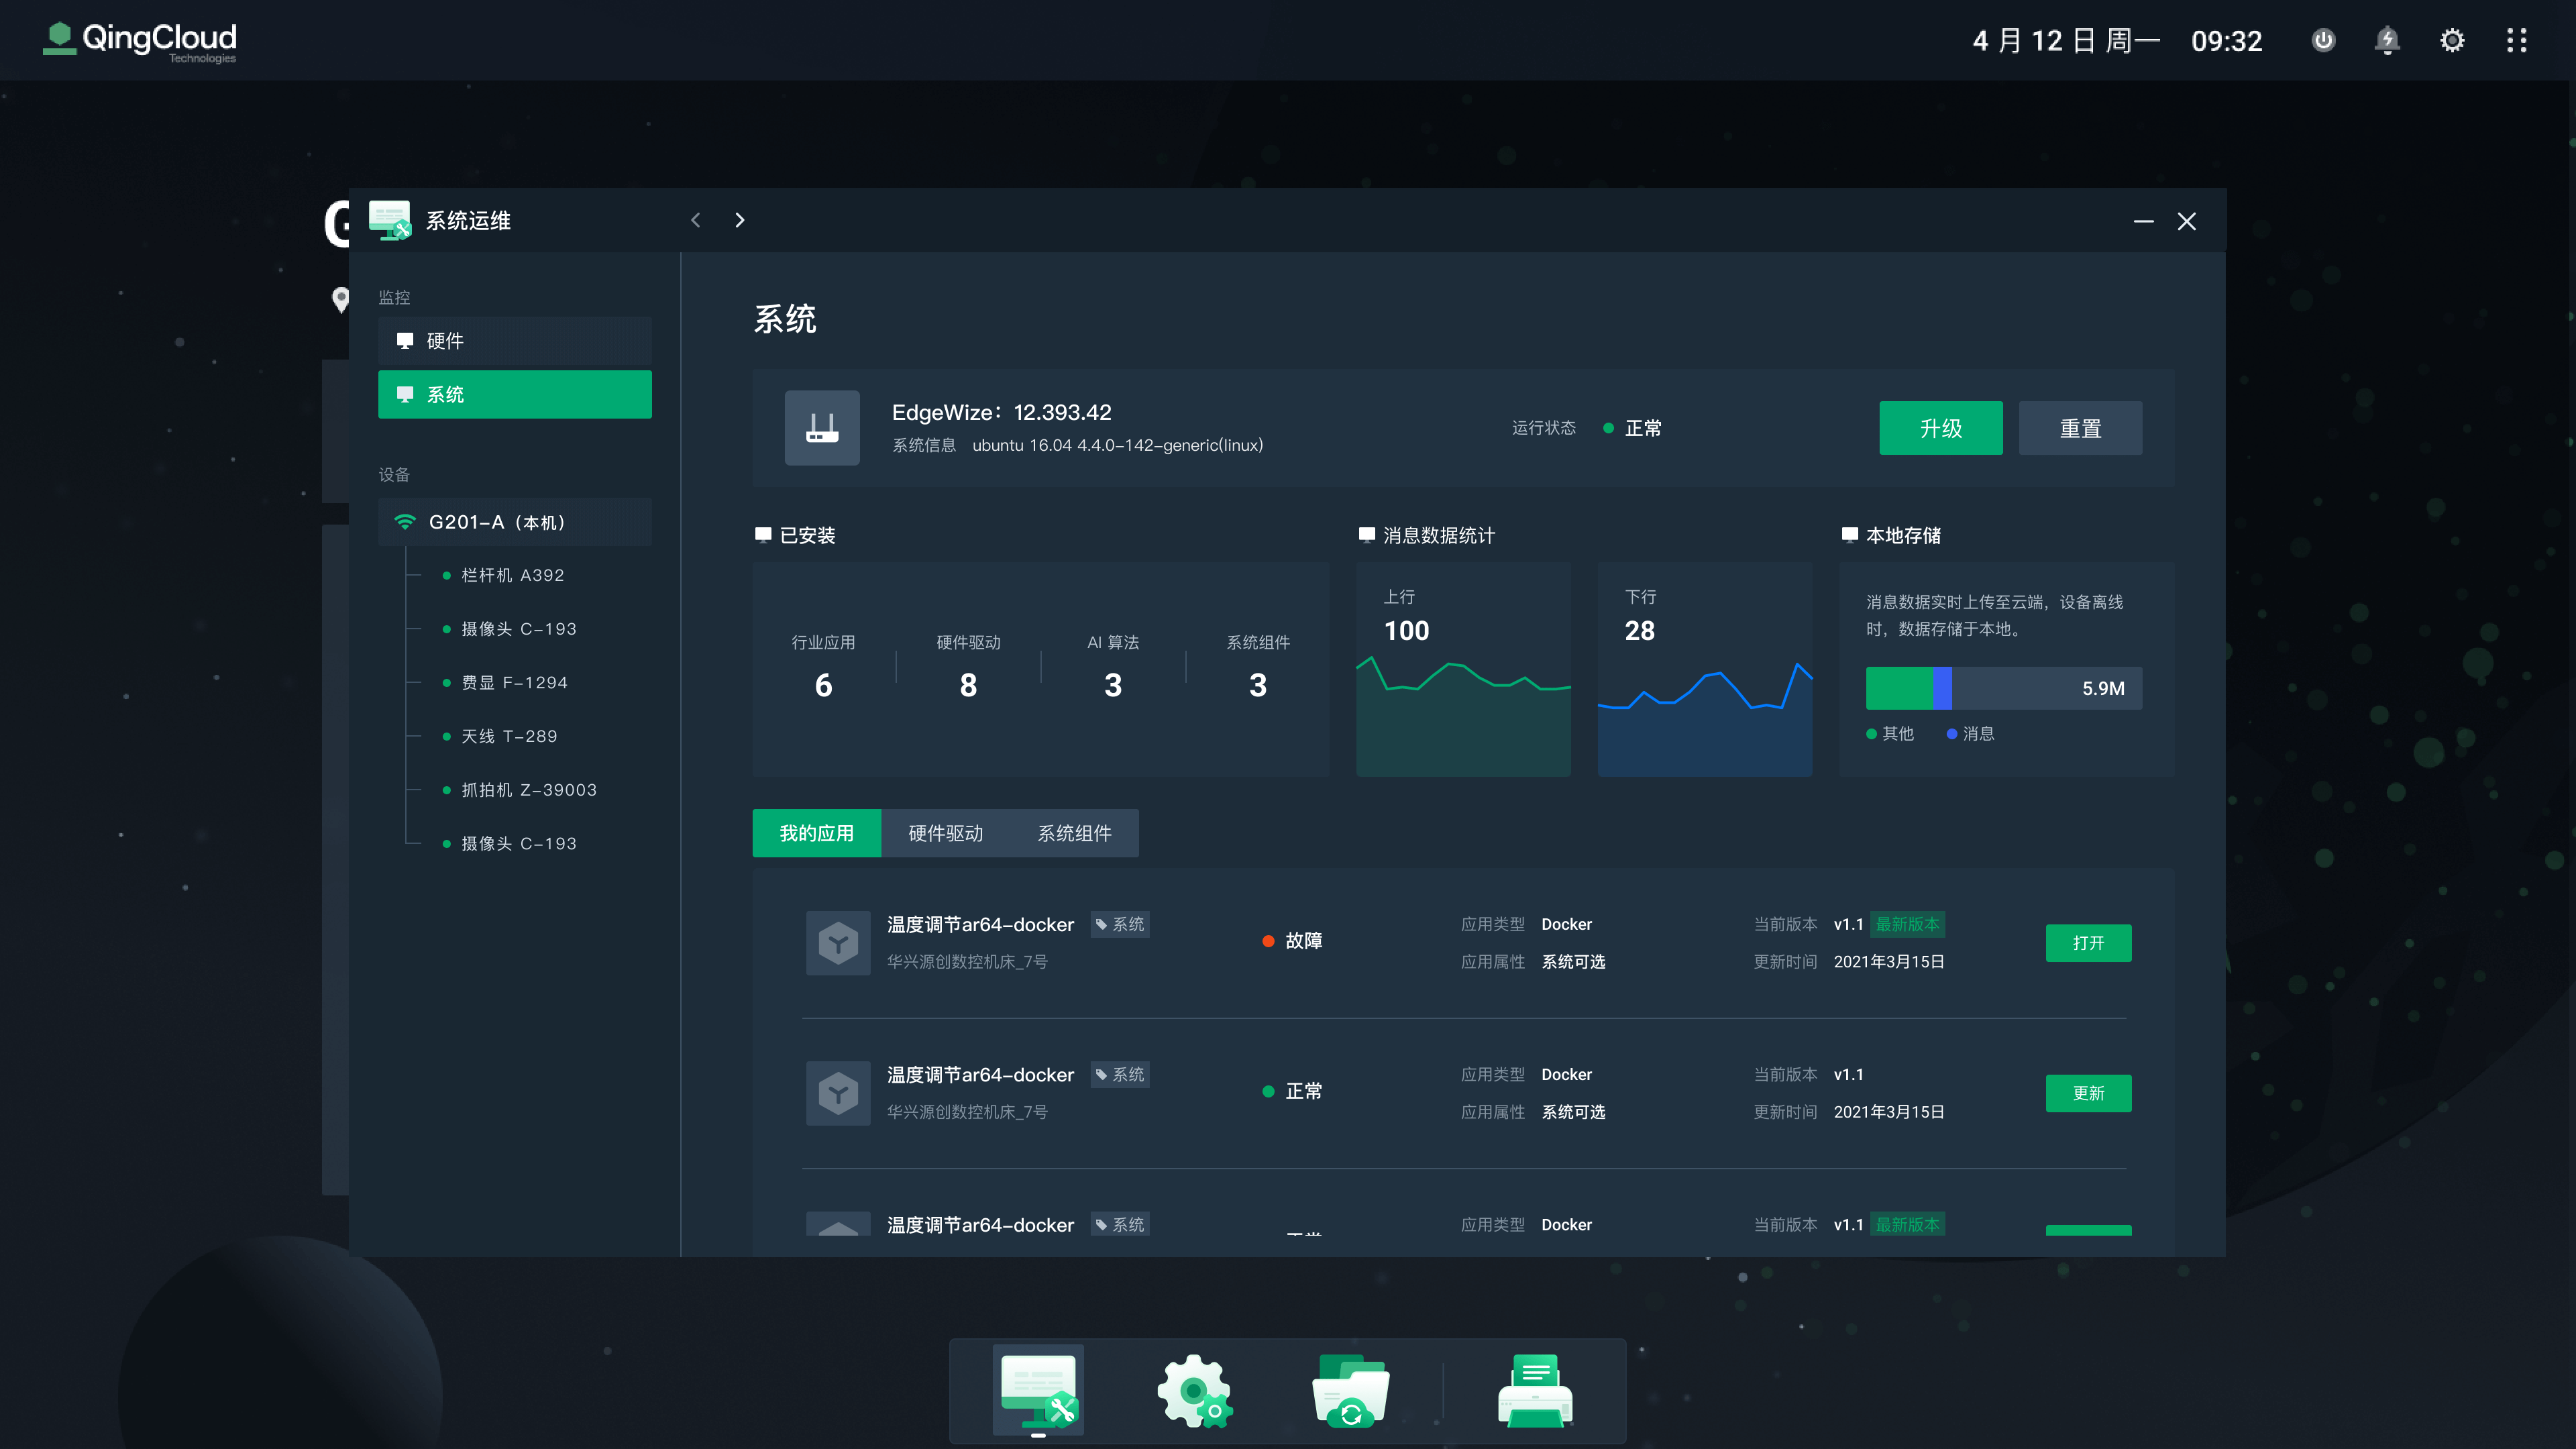 QingCloud
Technologies
4 月 12 日 周一 09:32
G
系统运维
监控
硬件
系统
设备
G201-A（本机）
栏杆机 A392
摄像头 C-193
费显 F-1294
天线 T-289
抓拍机 Z-39003
摄像头 C-193
系统
EdgeWize：12.393.42
系统信息 ubuntu 16.04 4.4.0-142-generic(linux)
运行状态 正常
升级
重置
已安装
行业应用
6
硬件驱动
8
AI 算法
3
系统组件
3
消息数据统计
上行
100
下行
28
本地存储
消息数据实时上传至云端，设备离线
时，数据存储于本地。
5.9M
其他 消息
我的应用 硬件驱动 系统组件
温度调节ar64-docker 系统
华兴源创数控机床_7号
故障
应用类型 Docker
应用属性 系统可选
当前版本 v1.1 最新版本
更新时间 2021年3月15日
打开
温度调节ar64-docker 系统
华兴源创数控机床_7号
正常
应用类型 Docker
应用属性 系统可选
当前版本 v1.1
更新时间 2021年3月15日
更新
温度调节ar64-docker 系统
应用类型 Docker
当前版本 v1.1 最新版本